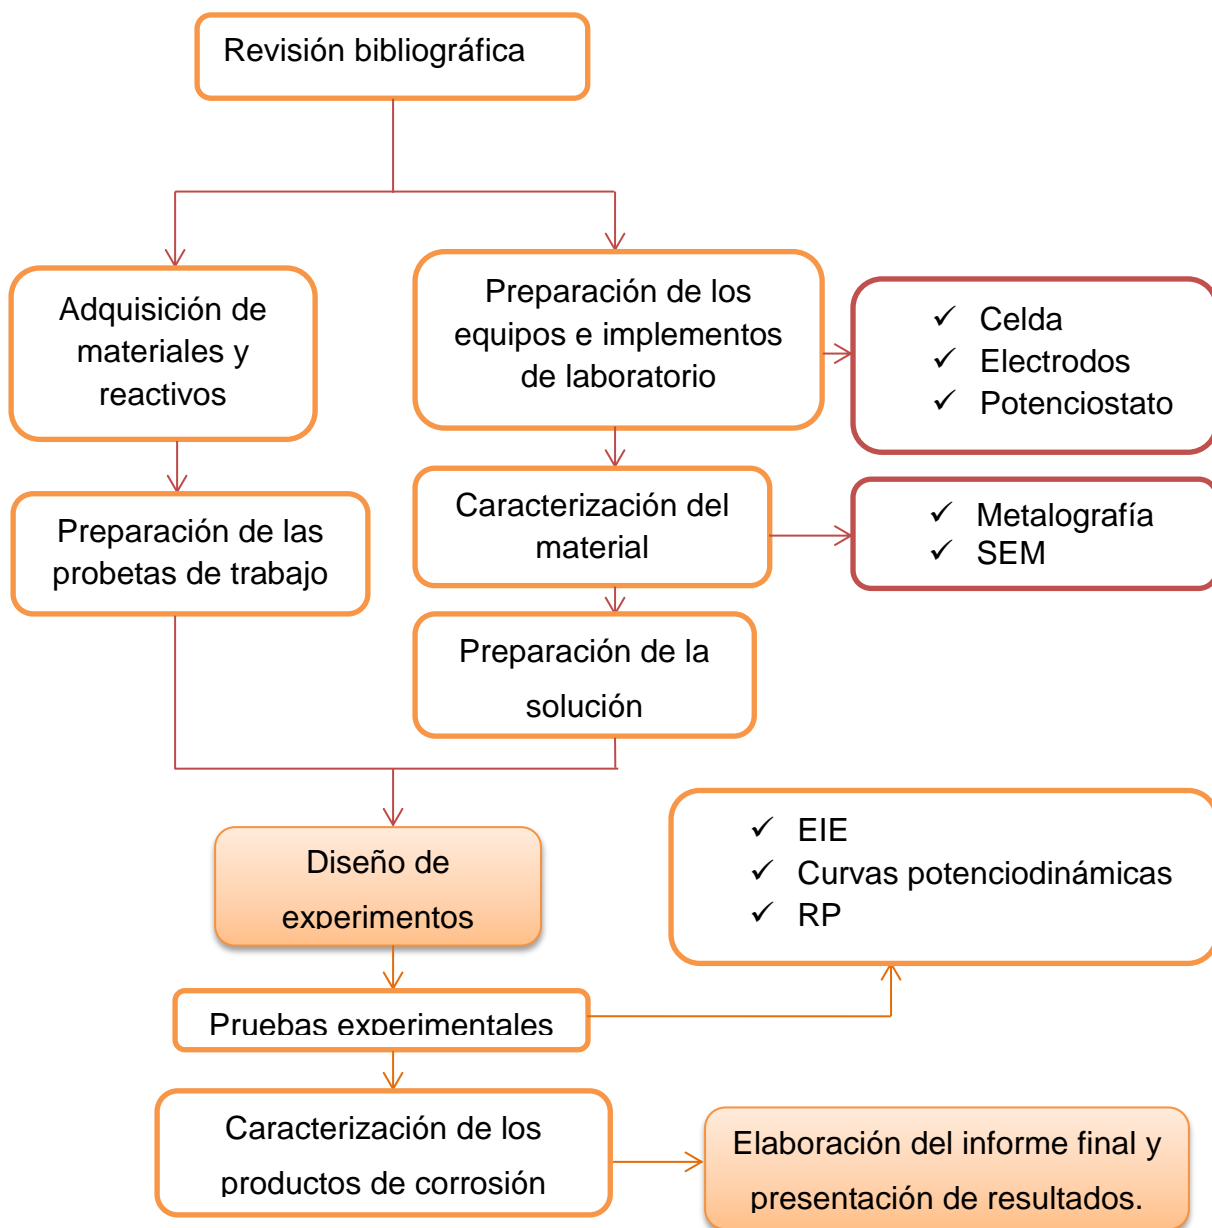 Revisión bibliográfica
Adquisición de
materiales y
reactivos
Preparación de los
equipos e implementos
de laboratorio
✓ Celda
✓ Electrodos
✓ Potenciostato
Preparación de las
probetas de trabajo
Caracterización del
material
✓ Metalografía
✓ SEM
Preparación de la
solución
Diseño de
experimentos
✓ EIE
✓ Curvas potenciodinámicas
✓ RP
Pruebas experimentales
Caracterización de los
productos de corrosión
Elaboración del informe final y
presentación de resultados.